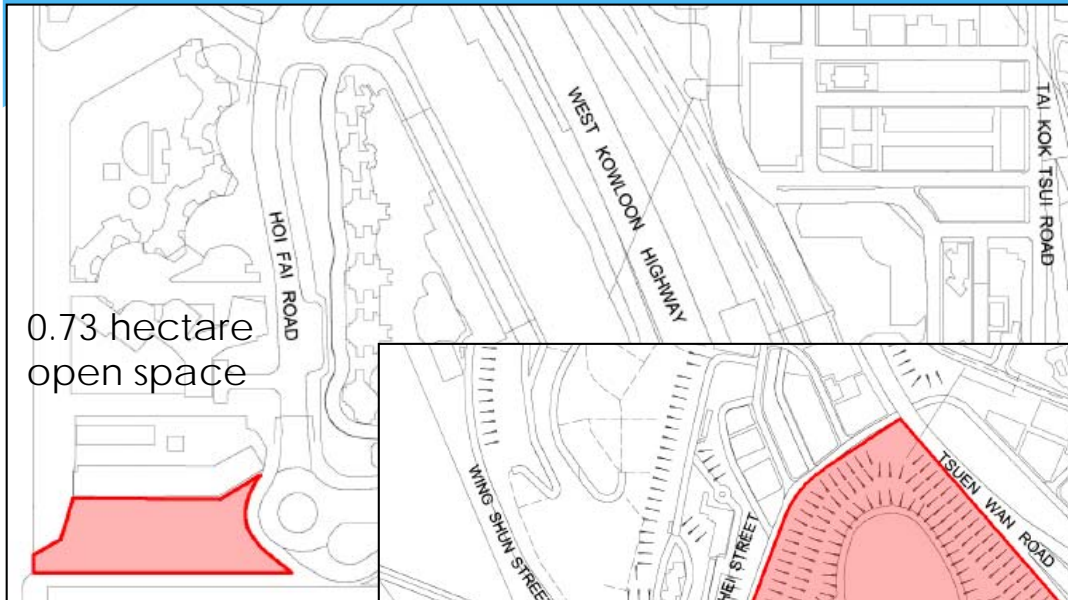 WEST KOWLOON HIGHWAY
TAI KOK TSUI ROAD
HOI FAI ROAD
0.73 hectare
open space
WING SHUN STREET
HEI STREET
TSUEN WAN ROAD